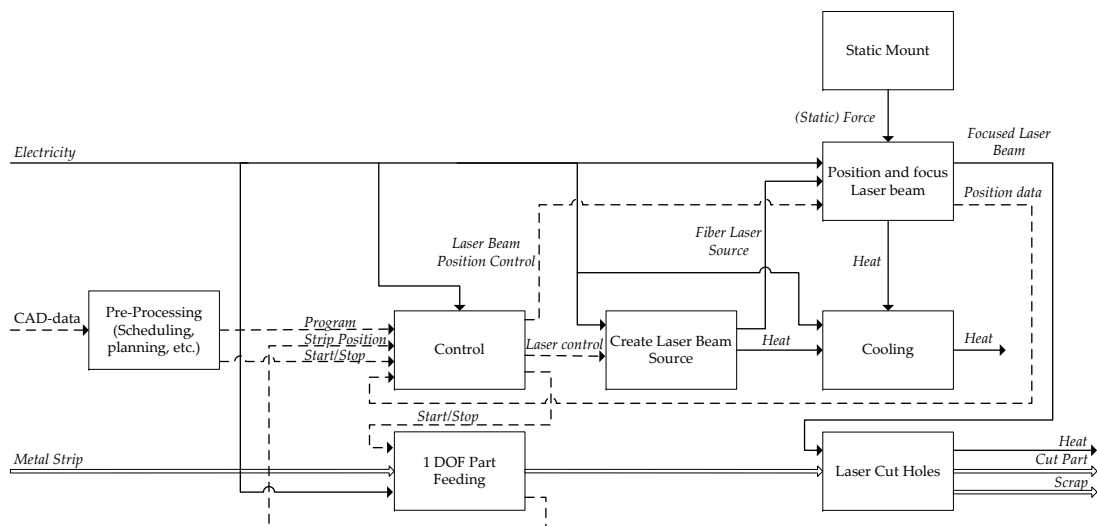 Static Mount
(Static) Force
Electricity
Focused Laser
Beam
Position and focus
Laser beam
Position data
Laser Beam
Position Control
Fiber Laser
Source
Heat
CAD-data
Pre-Processing
(Scheduling,
planning, etc.)
Program
Strip Position
Start/Stop
Control
Laser control
Create Laser Beam
Source
Heat
Cooling
Heat
Start/Stop
Metal Strip
1 DOF Part
Feeding
Laser Cut Holes
Heat
Cut Part
Scrap